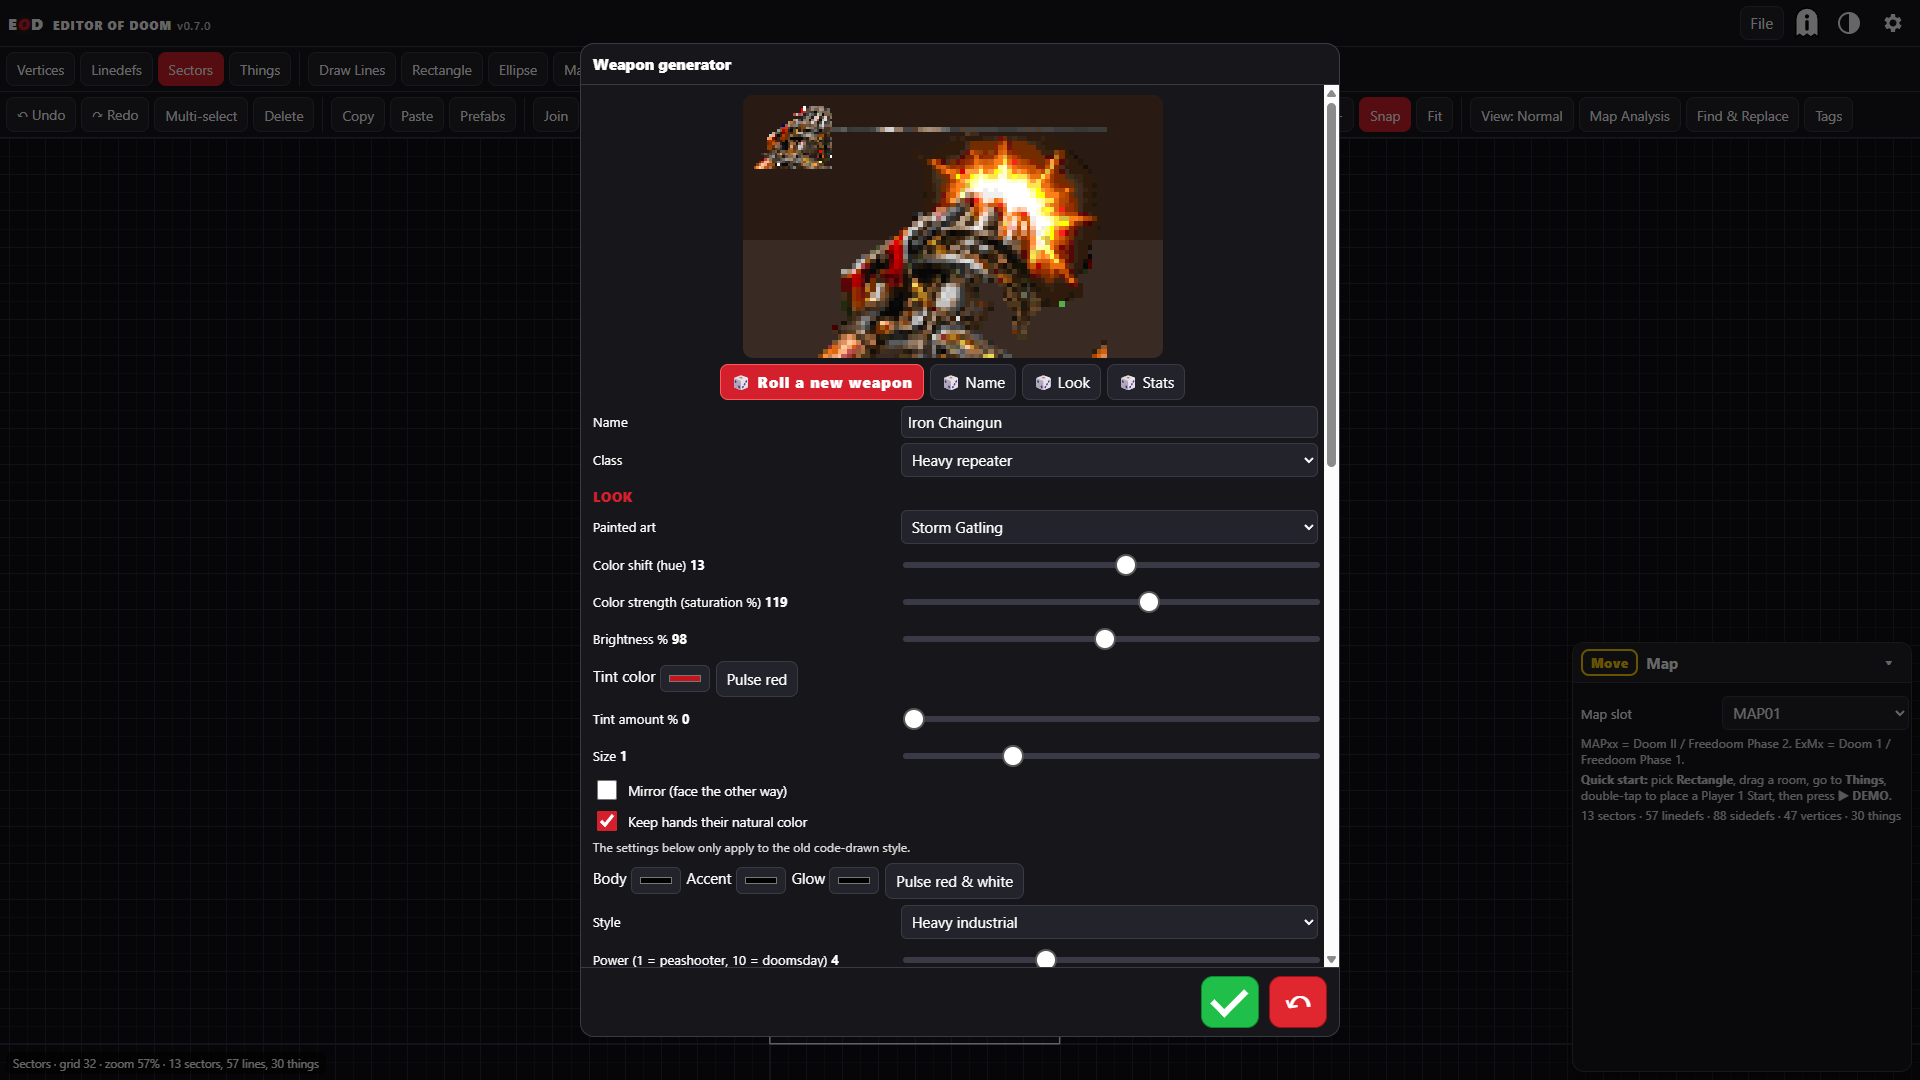 EOD EDITOR OF DOOM v0.7.0
File
Vertices Linedefs Sectors Things Draw Lines Rectangle Ellipse
↶ Undo ↷ Redo Multi-select Delete Copy Paste Prefabs Join
Snap Fit View: Normal Map Analysis Find & Replace Tags
Weapon generator
Roll a new weapon Name Look Stats
Name Iron Chaingun
Class Heavy repeater
LOOK
Painted art Storm Gatling
Color shift (hue) 13
Color strength (saturation %) 119
Brightness % 98
Tint color Pulse red
Tint amount % 0
Size 1
Mirror (face the other way)
Keep hands their natural color
The settings below only apply to the old code-drawn style.
Body Accent Glow Pulse red & white
Style Heavy industrial
Power (1 = peashooter, 10 = doomsday) 4
Move Map
Map slot MAP01
MAPxx = Doom II / Freedoom Phase 2. ExMx = Doom 1 /
Freedoom Phase 1.
Quick start: pick Rectangle, drag a room, go to Things,
double-tap to place a Player 1 Start, then press ▶ DEMO.
13 sectors · 57 linedefs · 88 sidedefs · 47 vertices · 30 things
Sectors · grid 32 · zoom 57% · 13 sectors, 57 lines, 30 things